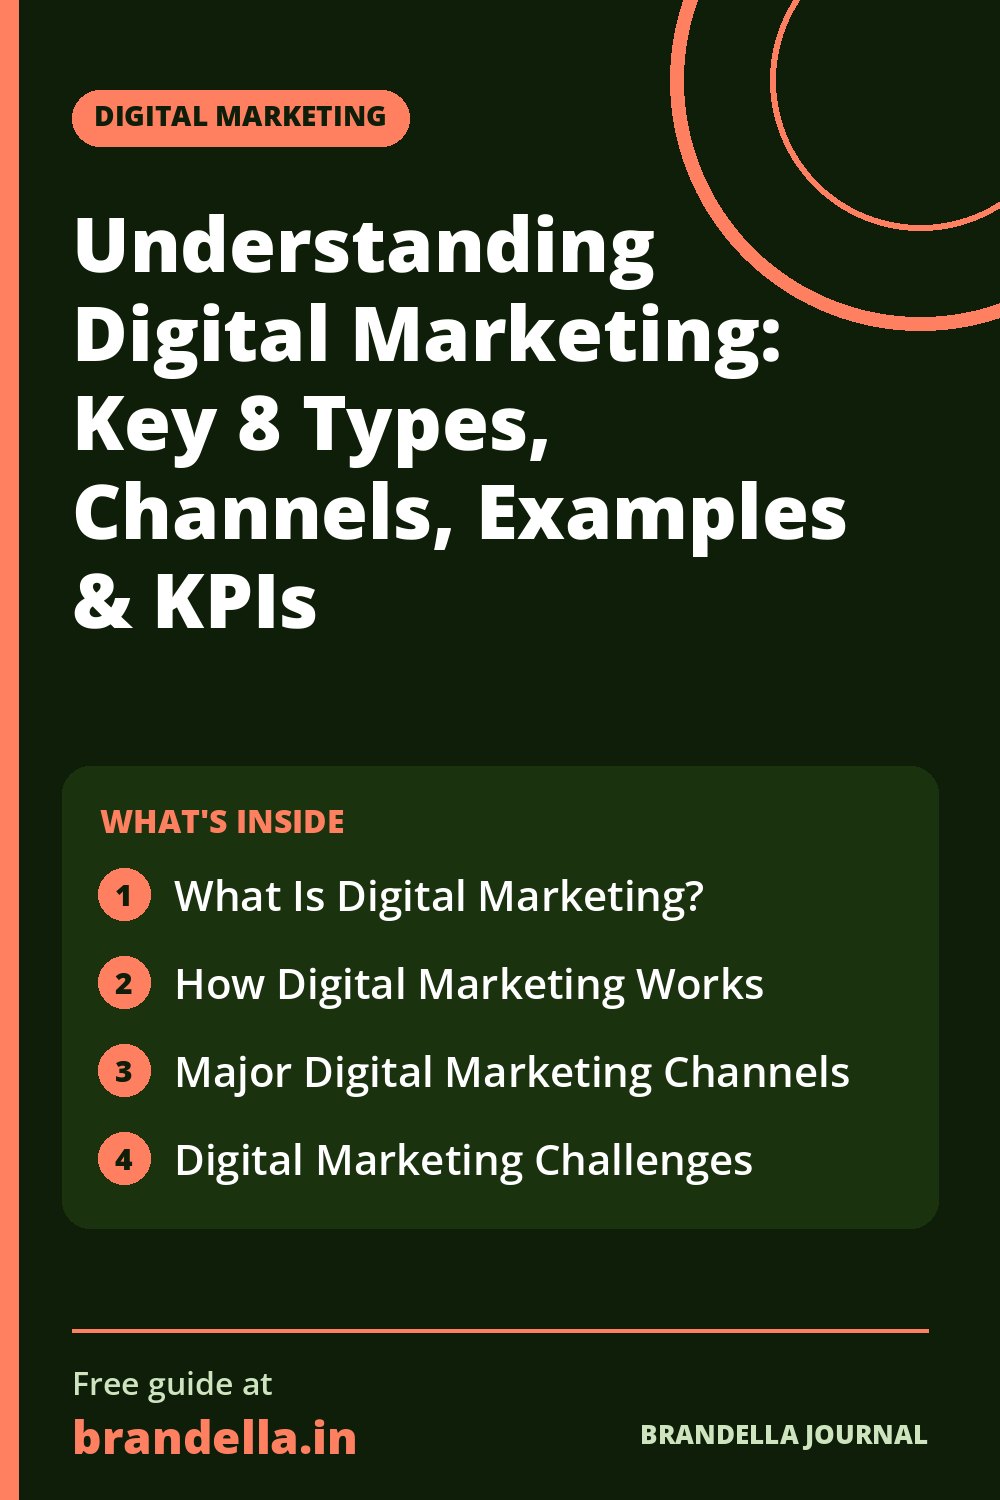 DIGITAL MARKETING
Understanding
Digital Marketing:
Key 8 Types,
Channels, Examples
& KPIs
WHAT'S INSIDE
1 What Is Digital Marketing?
2 How Digital Marketing Works
3 Major Digital Marketing Channels
4 Digital Marketing Challenges
Free guide at
brandella.in
BRANDELLA JOURNAL